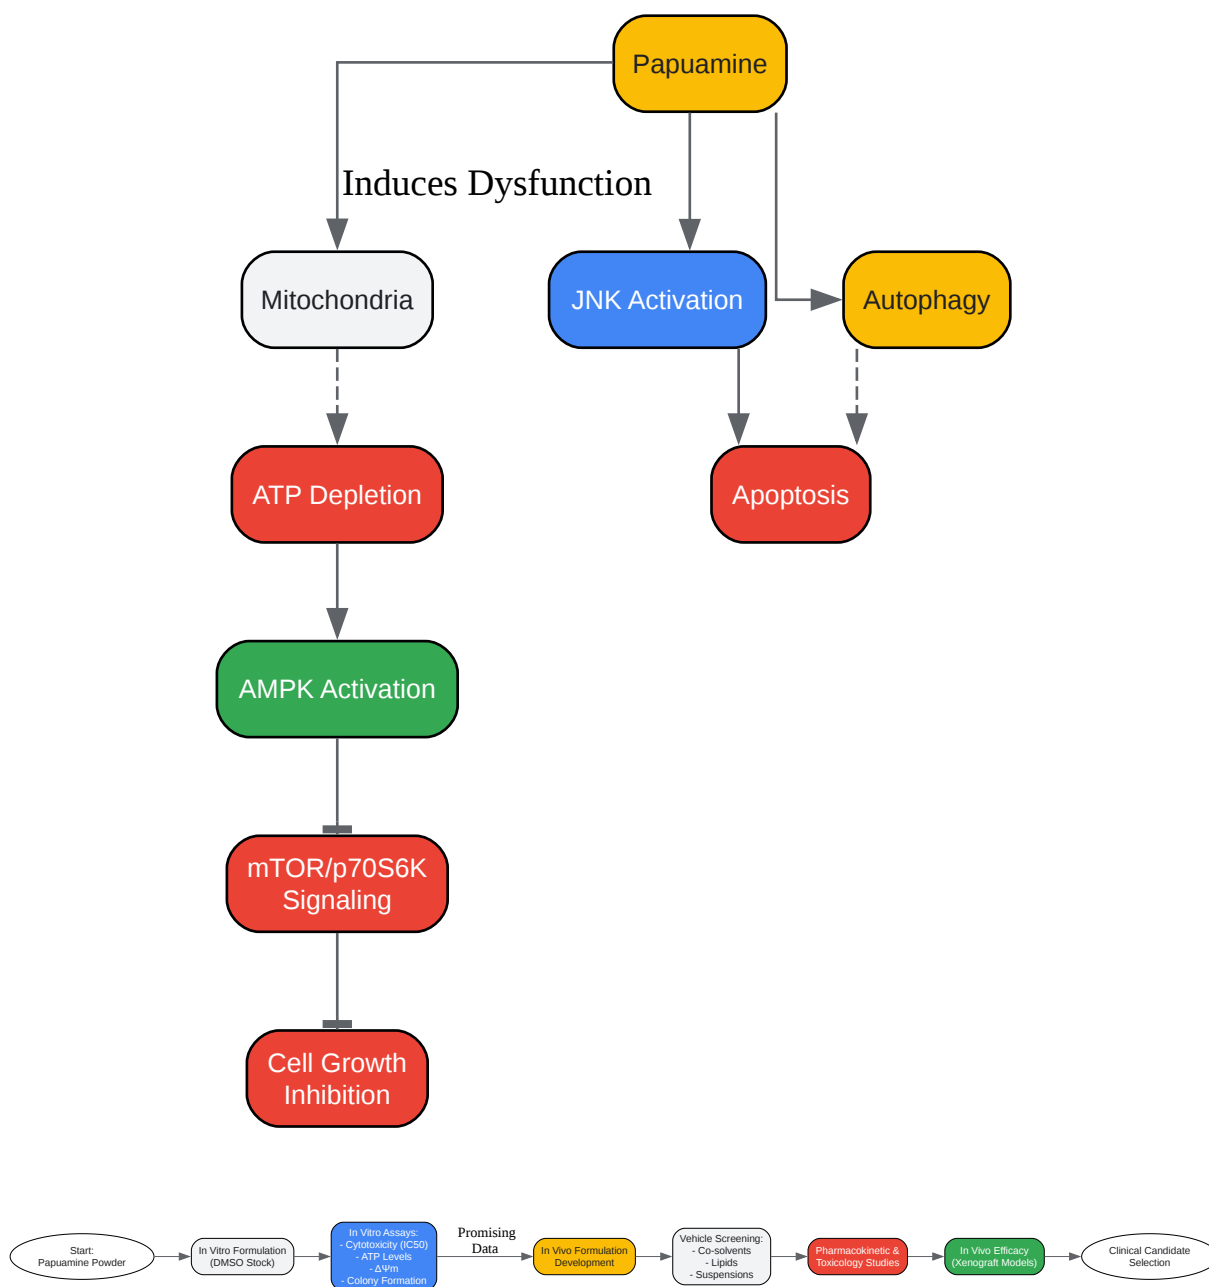 Papuamine
Induces Dysfunction
Mitochondria
JNK Activation
Autophagy
ATP Depletion
Apoptosis
AMPK Activation
mTOR/p70S6K
Signaling
Cell Growth
Inhibition
Start:
Papuamine Powder
In Vitro Formulation
(DMSO Stock)
In Vitro Assays:
- Cytotoxicity (IC50)
- ATP Levels
- ΔΨm
- Colony Formation
Promising
Data
In Vivo Formulation
Development
Vehicle Screening:
- Co-solvents
- Lipids
- Suspensions
Pharmacokinetic &
Toxicology Studies
In Vivo Efficacy
(Xenograft Models)
Clinical Candidate
Selection